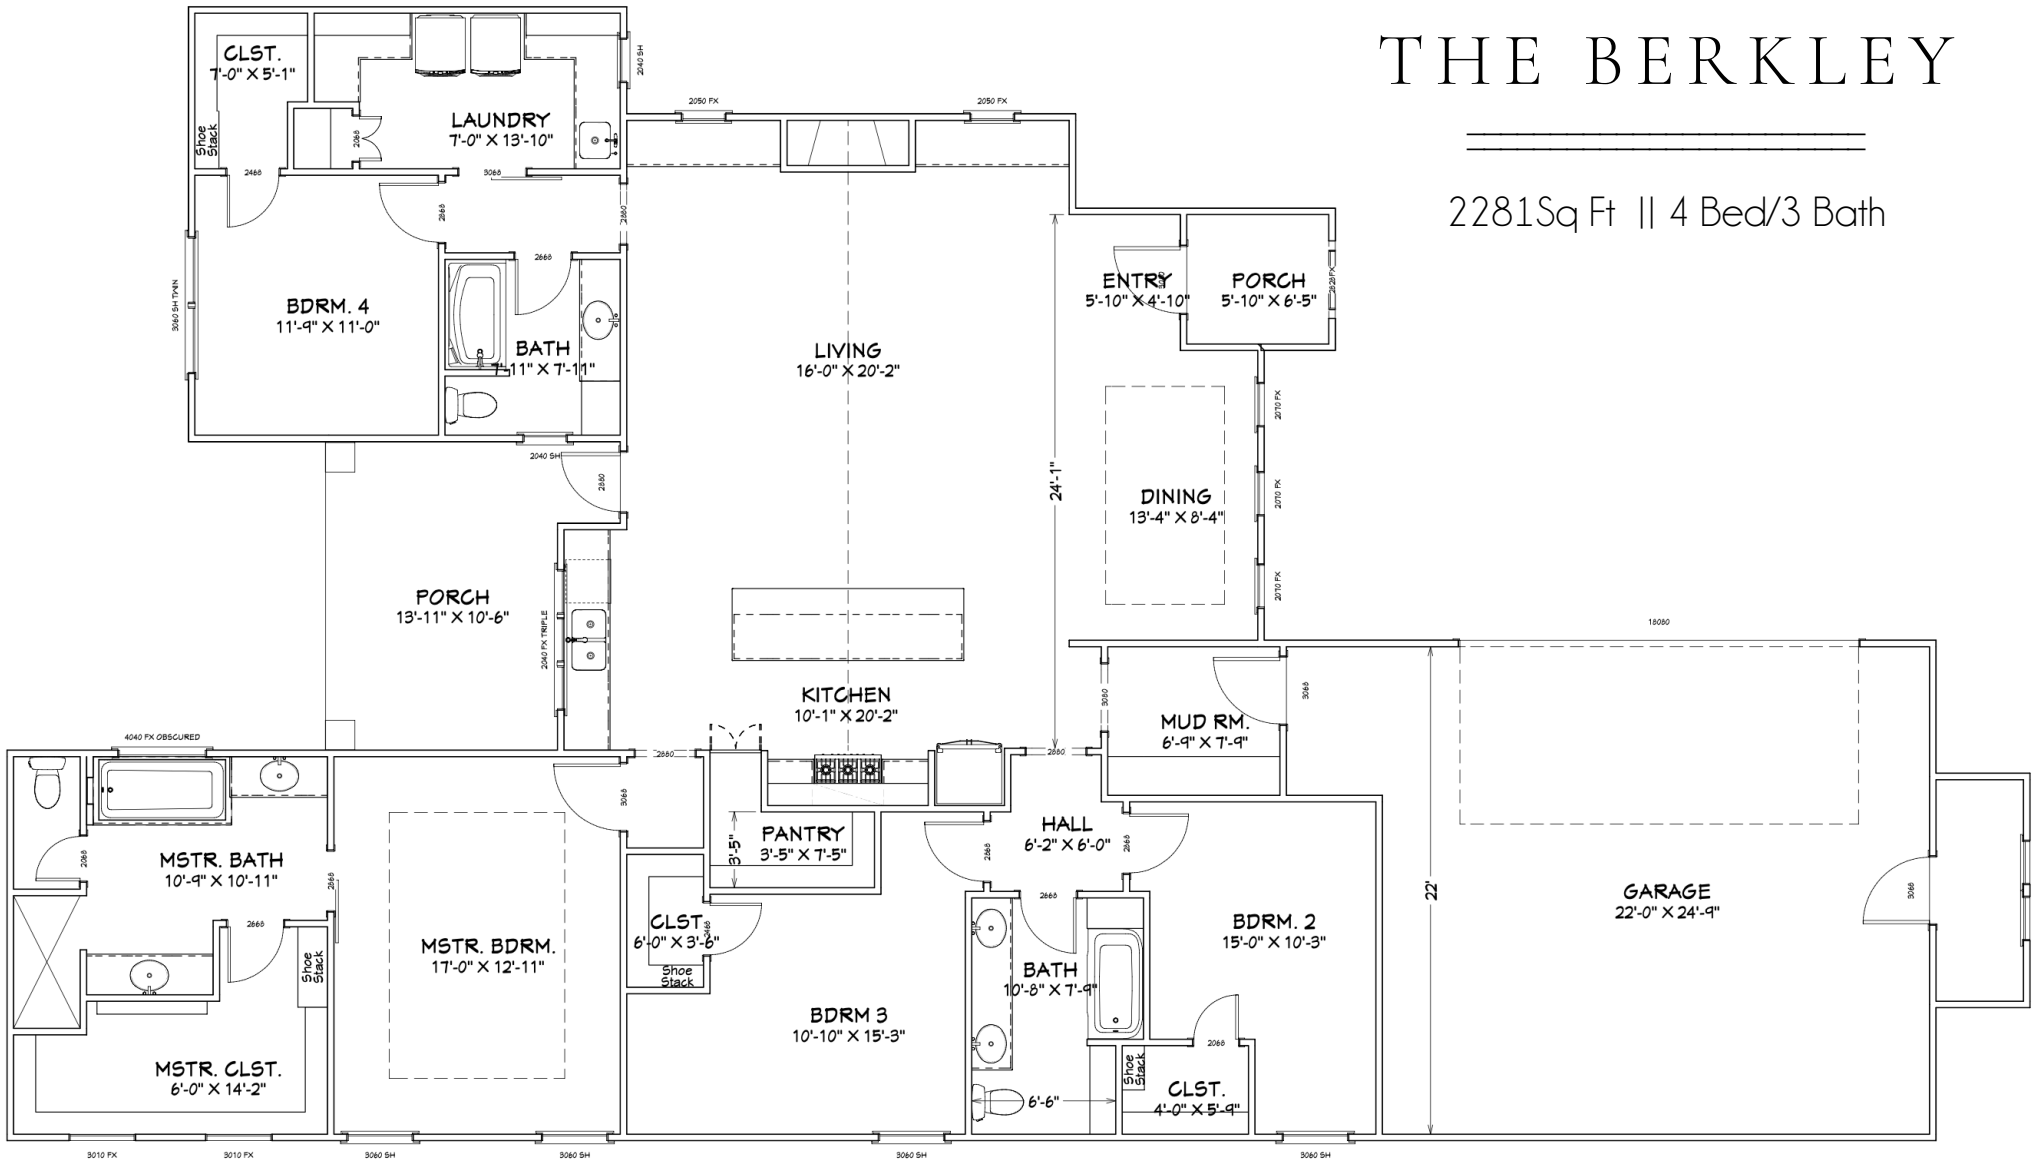 THE BERKLEY
2281Sq Ft || 4 Bed/3 Bath
CLST.
7'-0" X 5'-1"
Shoe
Stack
2468
2068
LAUNDRY
7'-0" X 13'-10"
2040 SH
3068
2868
2880
2050 FX
2050 FX
3060 SH TWIN
BDRM. 4
11'-9" X 11'-0"
2668
BATH
7'-11" X 7'-11"
2040 SH
2880
LIVING
16'-0" X 20'-2"
24'-1"
ENTRY
5'-10" X 4'-10"
PORCH
5'-10" X 6'-5"
2828FX
DINING
13'-4" X 8'-4"
2070 FX
2070 FX
2070 FX
PORCH
13'-11" X 10'-6"
2040 FX TRIPLE
KITCHEN
10'-1" X 20'-2"
2880
2880
3080
MUD RM.
6'-9" X 7'-9"
3068
18080
4040 FX OBSCURED
2068
MSTR. BATH
10'-9" X 10'-11"
2868
2668
Shoe
Stack
MSTR. CLST.
6'-0" X 14'-2"
3068
MSTR. BDRM.
17'-0" X 12'-11"
PANTRY
3'-5" X 7'-5"
3'-5"
CLST.
6'-0" X 3'-6"
2468
Shoe
Stack
BDRM 3
10'-10" X 15'-3"
HALL
6'-2" X 6'-0"
2868
2868
2668
BATH
10'-8" X 7'-9"
6'-6"
BDRM. 2
15'-0" X 10'-3"
2068
Shoe
Stack
CLST.
4'-0" X 5'-9"
22'
GARAGE
22'-0" X 24'-9"
3068
3010 FX
3010 FX
3060 SH
3060 SH
3060 SH
3060 SH